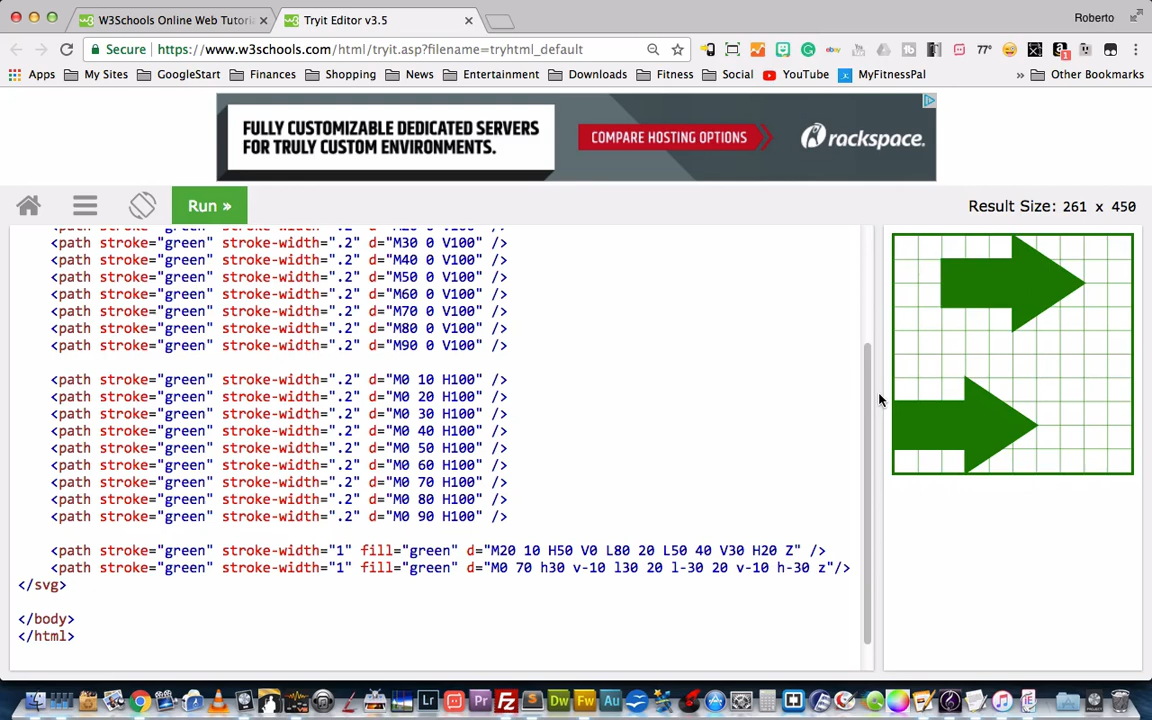 W3Schools Online Web Tutoria
Tryit Editor v3.5
Roberto
Secure
https://www.w3schools.com/html/tryit.asp?filename=tryhtml_default
77°
Apps
My Sites
GoogleStart
Finances
Shopping
News
Entertainment
Downloads
Fitness
Social
YouTube
MyFitnessPal
»
Other Bookmarks
FULLY CUSTOMIZABLE DEDICATED SERVERS
FOR TRULY CUSTOM ENVIRONMENTS.
COMPARE HOSTING OPTIONS
rackspace.
Run »
Result Size: 261 x 450
<path stroke="green" stroke-width=".2" d="M30 0 V100" />
<path stroke="green" stroke-width=".2" d="M40 0 V100" />
<path stroke="green" stroke-width=".2" d="M50 0 V100" />
<path stroke="green" stroke-width=".2" d="M60 0 V100" />
<path stroke="green" stroke-width=".2" d="M70 0 V100" />
<path stroke="green" stroke-width=".2" d="M80 0 V100" />
<path stroke="green" stroke-width=".2" d="M90 0 V100" />
<path stroke="green" stroke-width=".2" d="M0 10 H100" />
<path stroke="green" stroke-width=".2" d="M0 20 H100" />
<path stroke="green" stroke-width=".2" d="M0 30 H100" />
<path stroke="green" stroke-width=".2" d="M0 40 H100" />
<path stroke="green" stroke-width=".2" d="M0 50 H100" />
<path stroke="green" stroke-width=".2" d="M0 60 H100" />
<path stroke="green" stroke-width=".2" d="M0 70 H100" />
<path stroke="green" stroke-width=".2" d="M0 80 H100" />
<path stroke="green" stroke-width=".2" d="M0 90 H100" />
<path stroke="green" stroke-width="1" fill="green" d="M20 10 H50 V0 L80 20 L50 40 V30 H20 Z" />
<path stroke="green" stroke-width="1" fill="green" d="M0 70 h30 v-10 l30 20 l-30 20 v-10 h-30 z"/>
</svg>
</body>
</html>
Lr
Pr
Fz
S
Dw
Fw
Au
iE